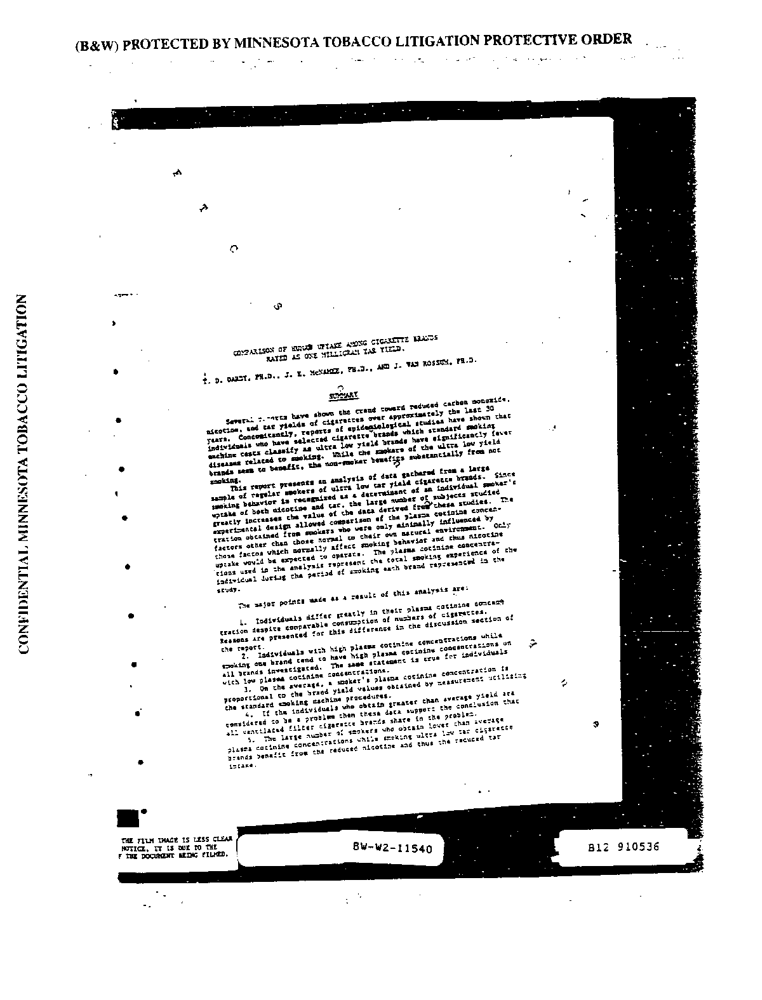 (B&W) PROTECTED BY MINNESOTA TOBACCO LITIGATION PROTECTIVE ORDER
CONFIDENTIAL MINNESOTA TOBACCO LITIGATION
COMPARISON OF HUMAN UPTAKE AMONG CIGARETTE BRANDS
RATED AS ONE MILLIGRAM TAR YIELD.
T. D. DARBY, PH.D., J. E. McNAMEE, PH.D., AND J. VAN ROSSUM, PH.D.
SUMMARY
Several have shown the trend toward reduced carbon monoxide,
nicotine, and tar yields of cigarettes over approximately the last 30
years. Concomitantly, reports of epidemiological studies have shown that
individuals who have selected cigarette brands which standard smoking
machine tests classify as ultra low yield brands have significantly fewer
diseases related to smoking. While the smokers of the ultra low yield
brands seem to benefit, the non-smoker benefits substantially from not
smoking.
This report presents an analysis of data gathered from a large
sample of regular smokers of ultra low tar yield cigarette brands. Since
smoking behavior is recognized as a determinant of an individual smoker's
uptake of both nicotine and tar, the large number of subjects studied
greatly increases the value of the data derived from these studies. The
experimental design allowed comparison of the plasma cotinine concen-
tration obtained from smokers who were only minimally influenced by
factors other than those normal to their own natural environment. Only
those factos which normally affect smoking behavior and thus nicotine
uptake would be expected to operate. The plasma cotinine concentra-
tions used in the analysis represent the total smoking experience of the
individual during the period of smoking each brand represented in the
study.
The major points made as a result of this analysis are:
1. Individuals differ greatly in their plasma cotinine concent
tration despite comparable consumption of numbers of cigarettes.
Reasons are presented for this difference in the discussion section of
the report.
2. Individuals with high plasma cotinine concentrations while
smoking one brand tend to have high plasma cotinine concentrations on
all brands investigated. The same statement is true for individuals
with low plasma cotinine concentrations.
3. On the average, a smoker's plasma cotinine concentration is
proportional to the brand yield values obtained by measurement utilizing
the standard smoking machine procedures.
4. If the individuals who obtain greater than average yield are
considered to be a problem then these data support the conclusion that
all ventilated filter cigarette brands share in the problem.
5. The large number of smokers who obtain lower than average
plasma cotinine concentrations while smoking ultra low tar cigarette
brands benefit from the reduced nicotine and thus the reduced tar
intake.
THE FILM IMAGE IS LESS CLEAR
NOTICE, IT IS DUE TO THE
F THE DOCUMENT BEING FILMED.
BW-W2-11540
B12 910536